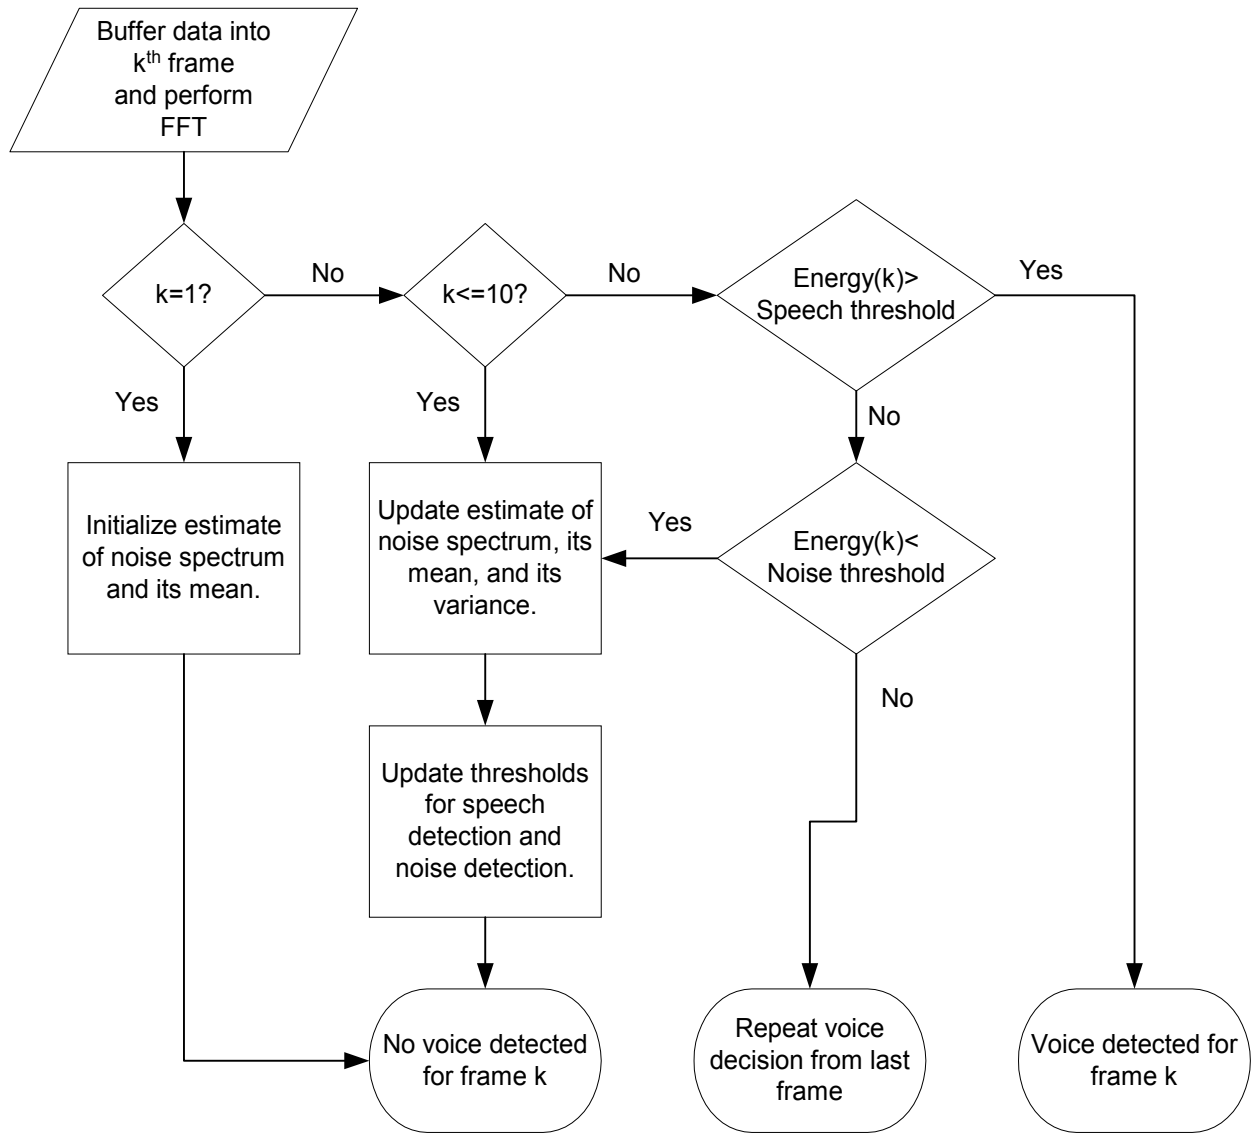 Buffer data into
kth frame
and perform
FFT
k=1?
No
k<=10?
No
Energy(k)>
Speech threshold
Yes
Yes
Yes
No
Initialize estimate
of noise spectrum
and its mean.
Update estimate of
noise spectrum, its
mean, and its
variance.
Yes
Energy(k)<
Noise threshold
No
Update thresholds
for speech
detection and
noise detection.
No voice detected
for frame k
Repeat voice
decision from last
frame
Voice detected for
frame k